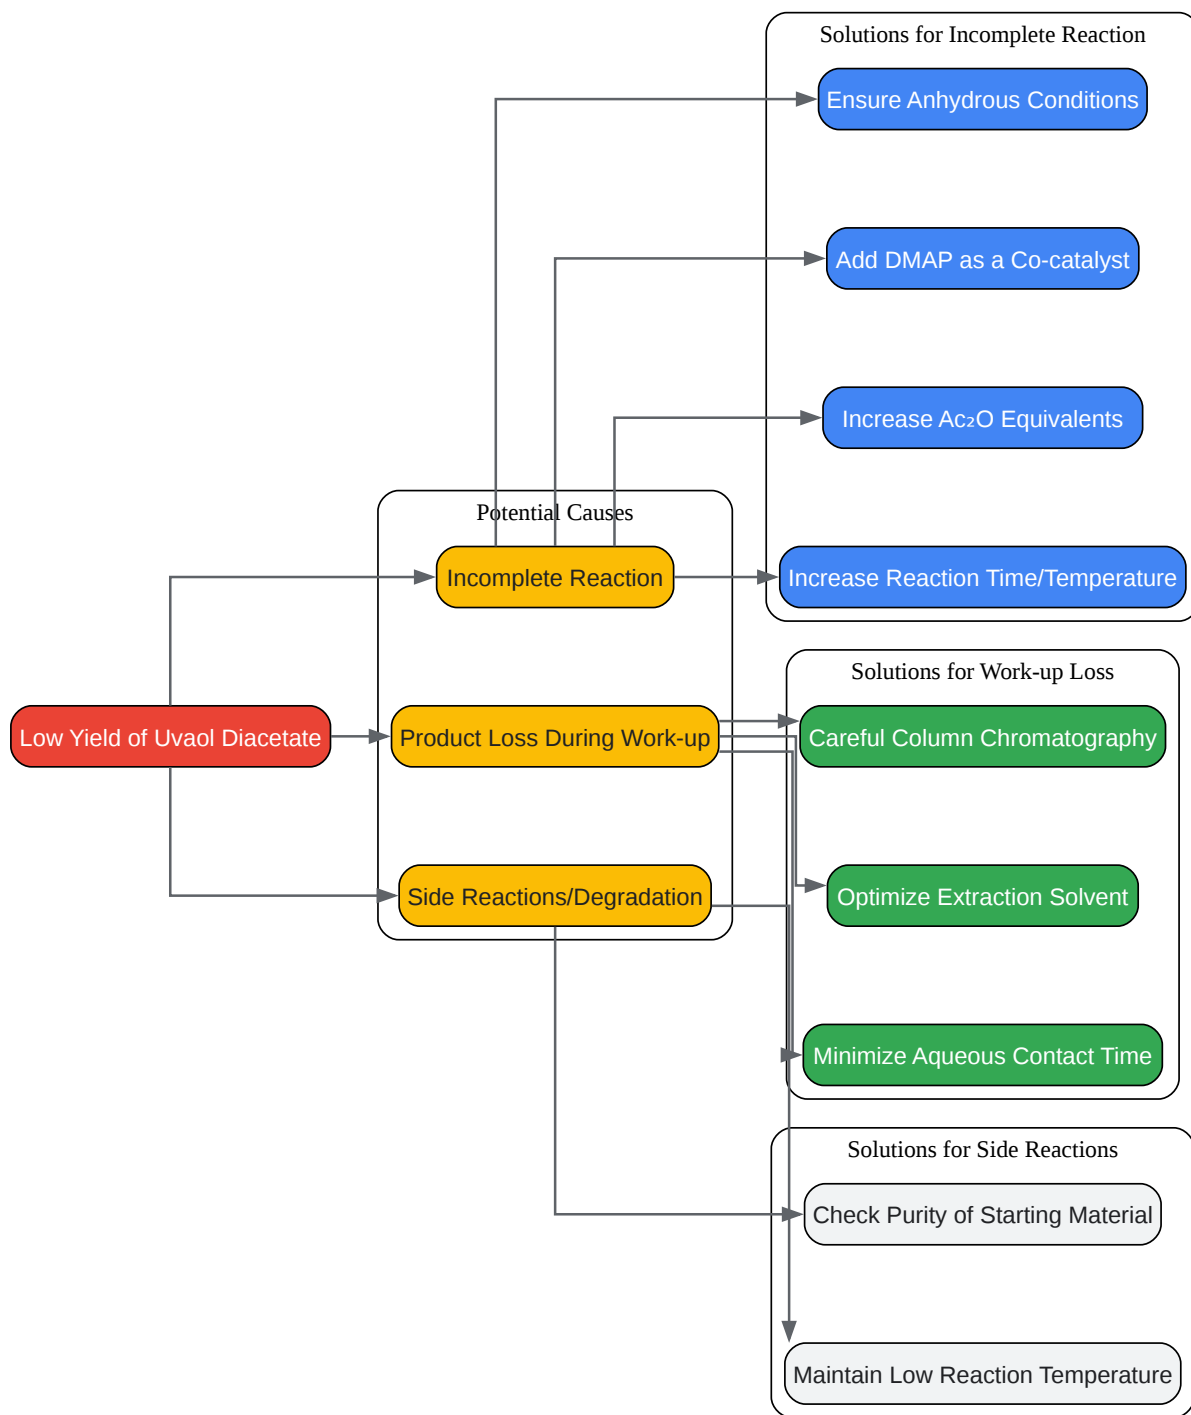 Solutions for Incomplete Reaction
Ensure Anhydrous Conditions
Add DMAP as a Co-catalyst
Increase Ac₂O Equivalents
Potential Causes
Incomplete Reaction
Increase Reaction Time/Temperature
Solutions for Work-up Loss
Low Yield of Uvaol Diacetate
Product Loss During Work-up
Careful Column Chromatography
Side Reactions/Degradation
Optimize Extraction Solvent
Minimize Aqueous Contact Time
Solutions for Side Reactions
Check Purity of Starting Material
Maintain Low Reaction Temperature